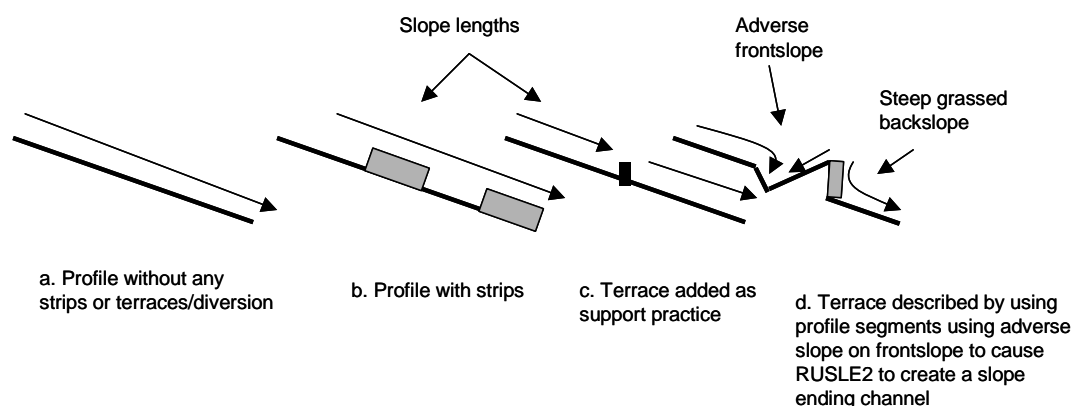 Slope lengths
Adverse
frontslope
Steep grassed
backslope
a. Profile without any
strips or terraces/diversion
b. Profile with strips
c. Terrace added as
support practice
d. Terrace described by using
profile segments using adverse
slope on frontslope to cause
RUSLE2 to create a slope
ending channel